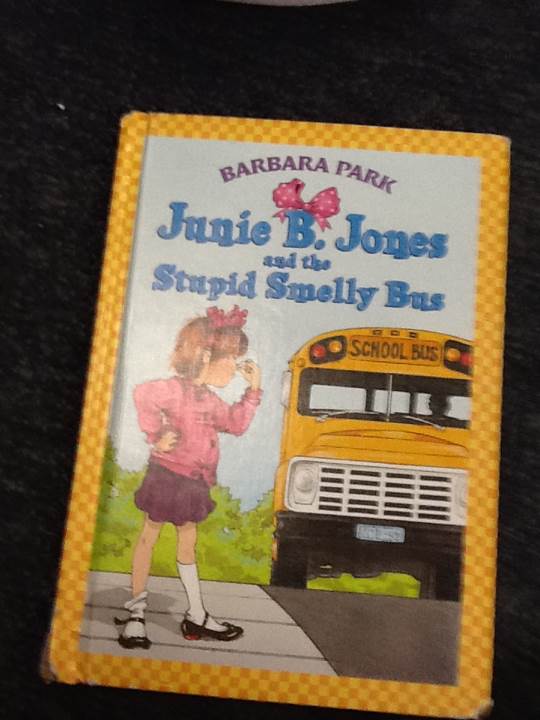 BARBARA PARK
Junie B. Jones
and the
Stupid Smelly Bus
SCHOOL BUS